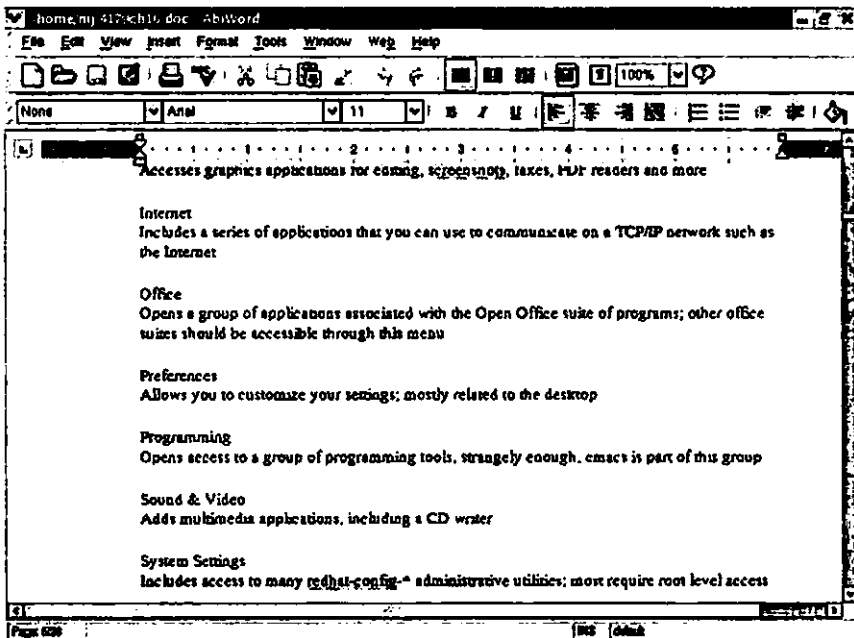 /home/mj/4179ch16.doc - AbiWord
File Edit View Insert Format Tools Window Web Help
100%
None Arial 11 B I U
Accesses graphics applications for editing, screenshots, faxes, PDF readers and more
Internet
Includes a series of applications that you can use to communicate on a TCP/IP network such as
the Internet
Office
Opens a group of applications associated with the Open Office suite of programs; other office
suites should be accessible through this menu
Preferences
Allows you to customize your settings; mostly related to the desktop
Programming
Opens access to a group of programming tools, strangely enough, emacs is part of this group
Sound & Video
Adds multimedia applications, including a CD writer
System Settings
Includes access to many redhat-config-* administrative utilities; most require root level access
INS default